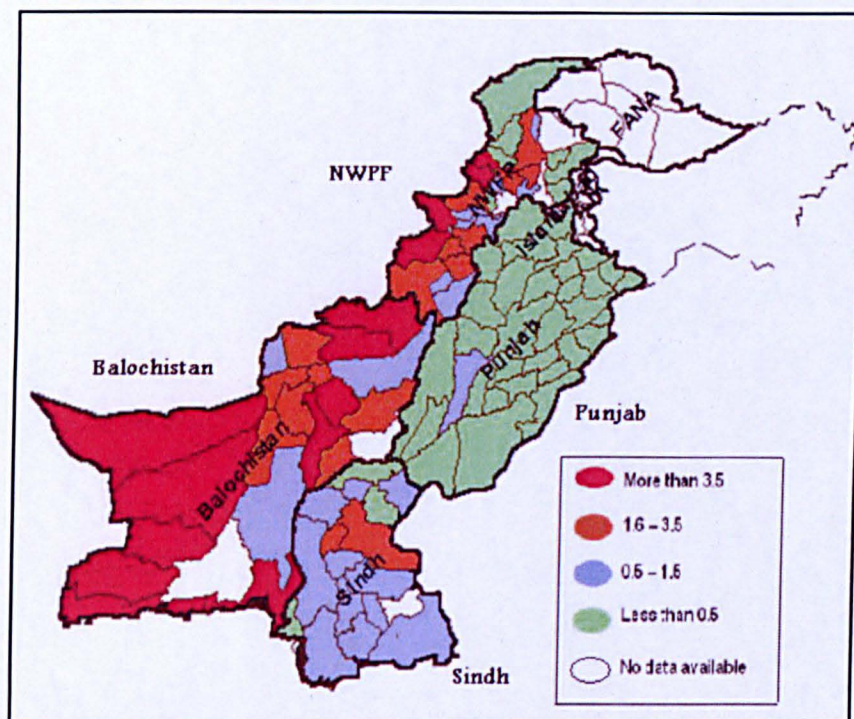 FANA
NWPF
NWFP
Islamabad
Punjab
Balochistan
Punjab
Balochistan
Sindh
Sindh
More than 3.5
1.6 – 3.5
0.5 – 1.5
Less than 0.5
No data available